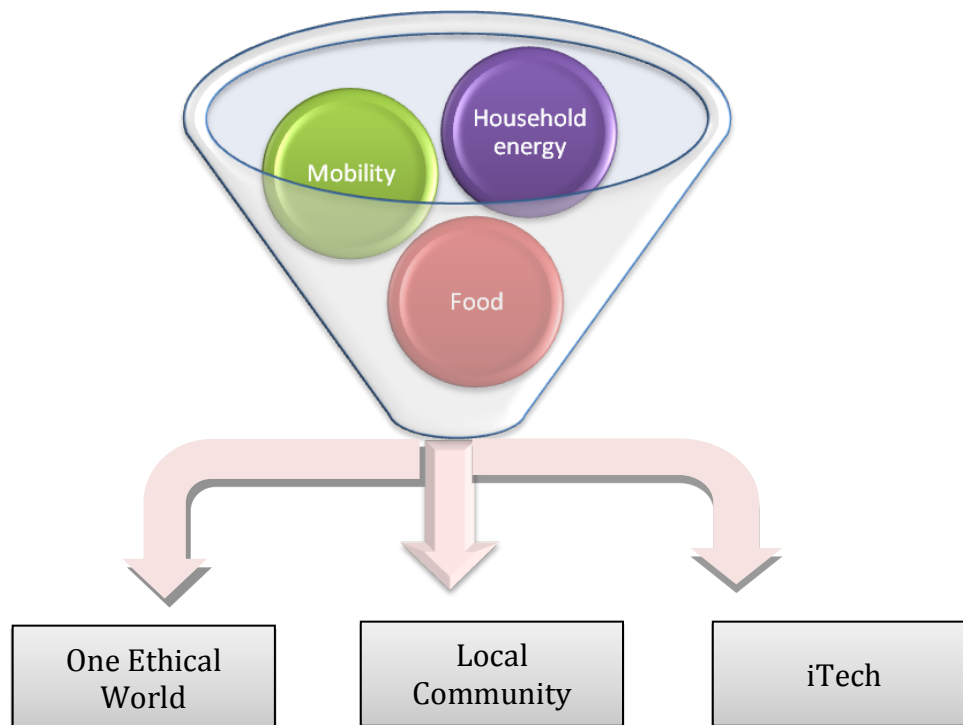 Household
energy
Mobility
Food
One Ethical
World
Local
Community
iTech